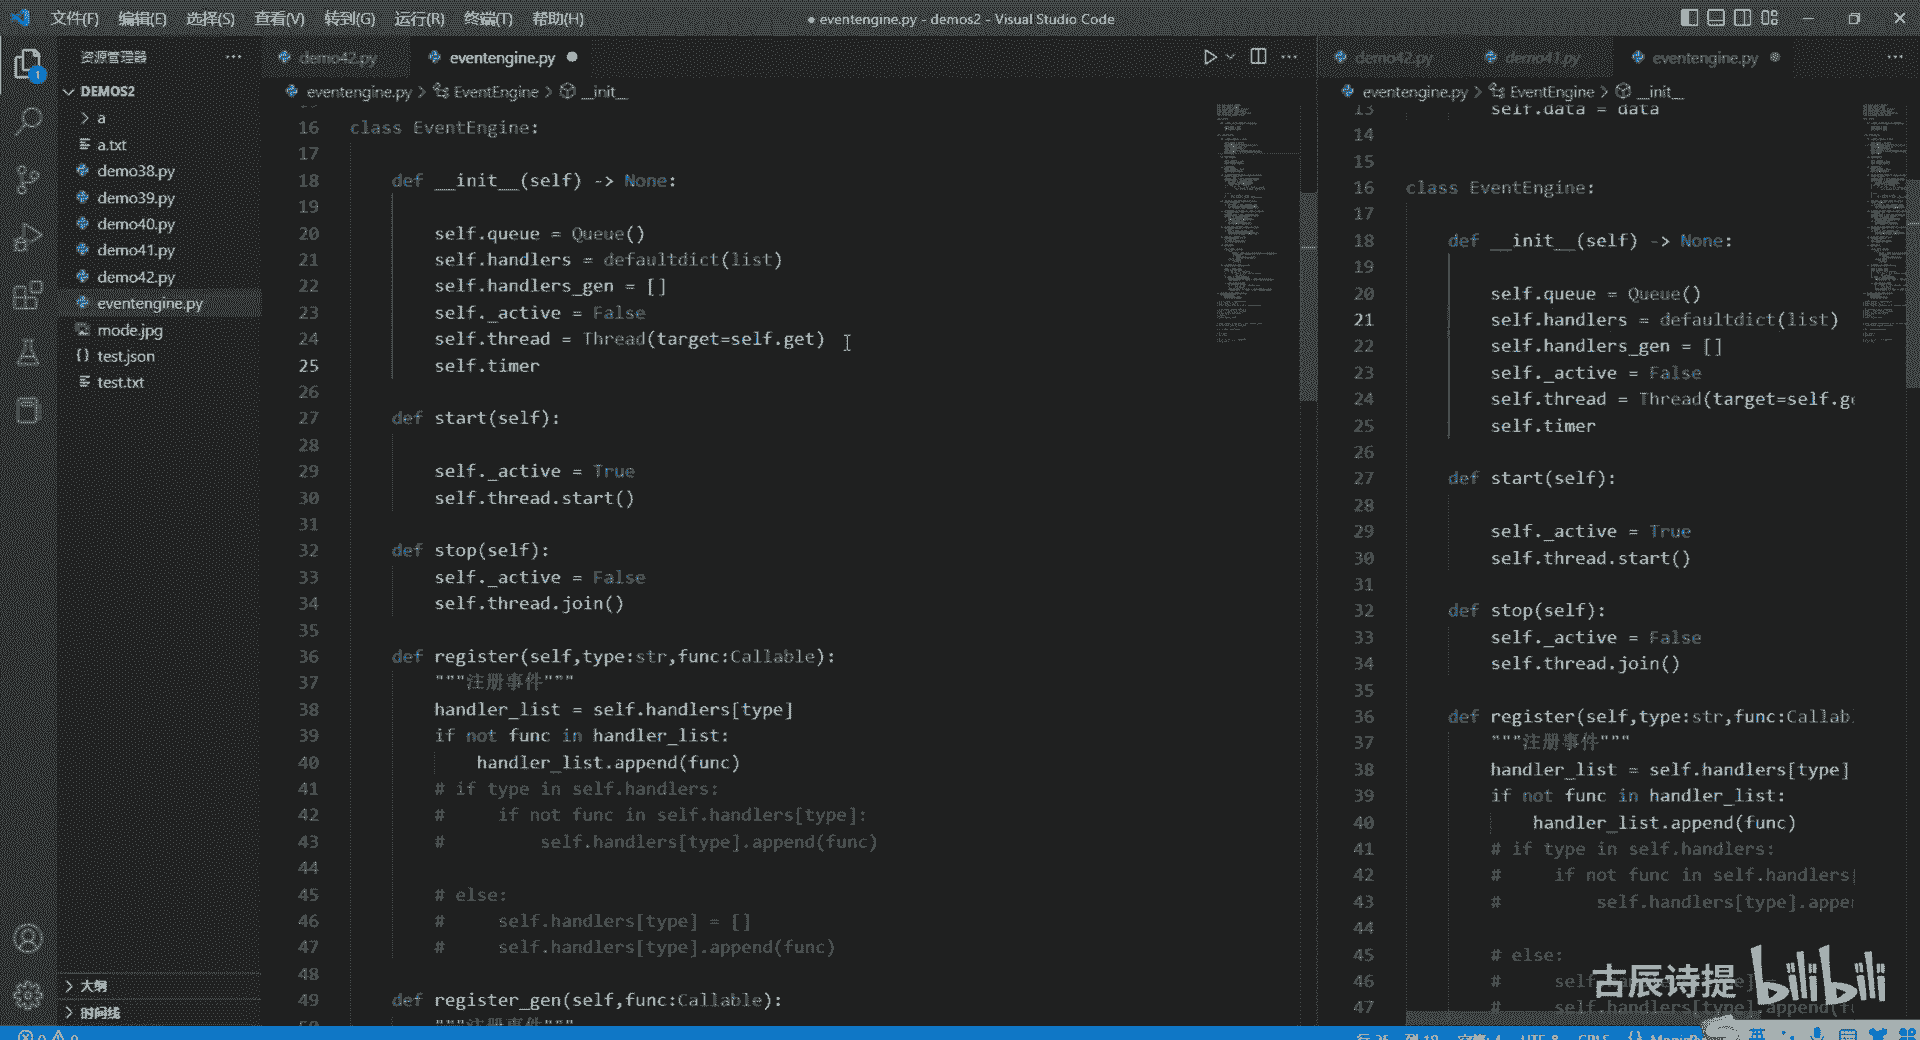 文件(F) 编辑(E) 选择(S) 查看(V) 转到(G) 运行(R) 终端(T) 帮助(H)
● eventengine.py - demos2 - Visual Studio Code
资源管理器
DEMOS2
a
a.txt
demo38.py
demo39.py
demo40.py
demo41.py
demo42.py
eventengine.py
mode.jpg
test.json
test.txt
大纲
时间线
1
demo42.py
eventengine.py
eventengine.py > EventEngine > __init__
16 class EventEngine:
17
18 def __init__(self) -> None:
19
20 self.queue = Queue()
21 self.handlers = defaultdict(list)
22 self.handlers_gen = []
23 self._active = False
24 self.thread = Thread(target=self.get)
25 self.timer
26
27 def start(self):
28
29 self._active = True
30 self.thread.start()
31
32 def stop(self):
33 self._active = False
34 self.thread.join()
35
36 def register(self,type:str,func:Callable):
37 """注册事件"""
38 handler_list = self.handlers[type]
39 if not func in handler_list:
40 handler_list.append(func)
41 # if type in self.handlers:
42 # if not func in self.handlers[type]:
43 # self.handlers[type].append(func)
44
45 # else:
46 # self.handlers[type] = []
47 # self.handlers[type].append(func)
48
49 def register_gen(self,func:Callable):
50 """注册事件"""
demo42.py
demo41.py
eventengine.py
eventengine.py > EventEngine > __init__
13 self.data = data
14
15
16 class EventEngine:
17
18 def __init__(self) -> None:
19
20 self.queue = Queue()
21 self.handlers = defaultdict(list)
22 self.handlers_gen = []
23 self._active = False
24 self.thread = Thread(target=self.ge
25 self.timer
26
27 def start(self):
28
29 self._active = True
30 self.thread.start()
31
32 def stop(self):
33 self._active = False
34 self.thread.join()
35
36 def register(self,type:str,func:Callab
37 """注册事件"""
38 handler_list = self.handlers[type]
39 if not func in handler_list:
40 handler_list.append(func)
41 # if type in self.handlers:
42 # if not func in self.handlers[
43 # self.handlers[type].appe
44
45 # else:
46 # self
47 # self.handlers[type].append(f
古辰诗提 bilibili